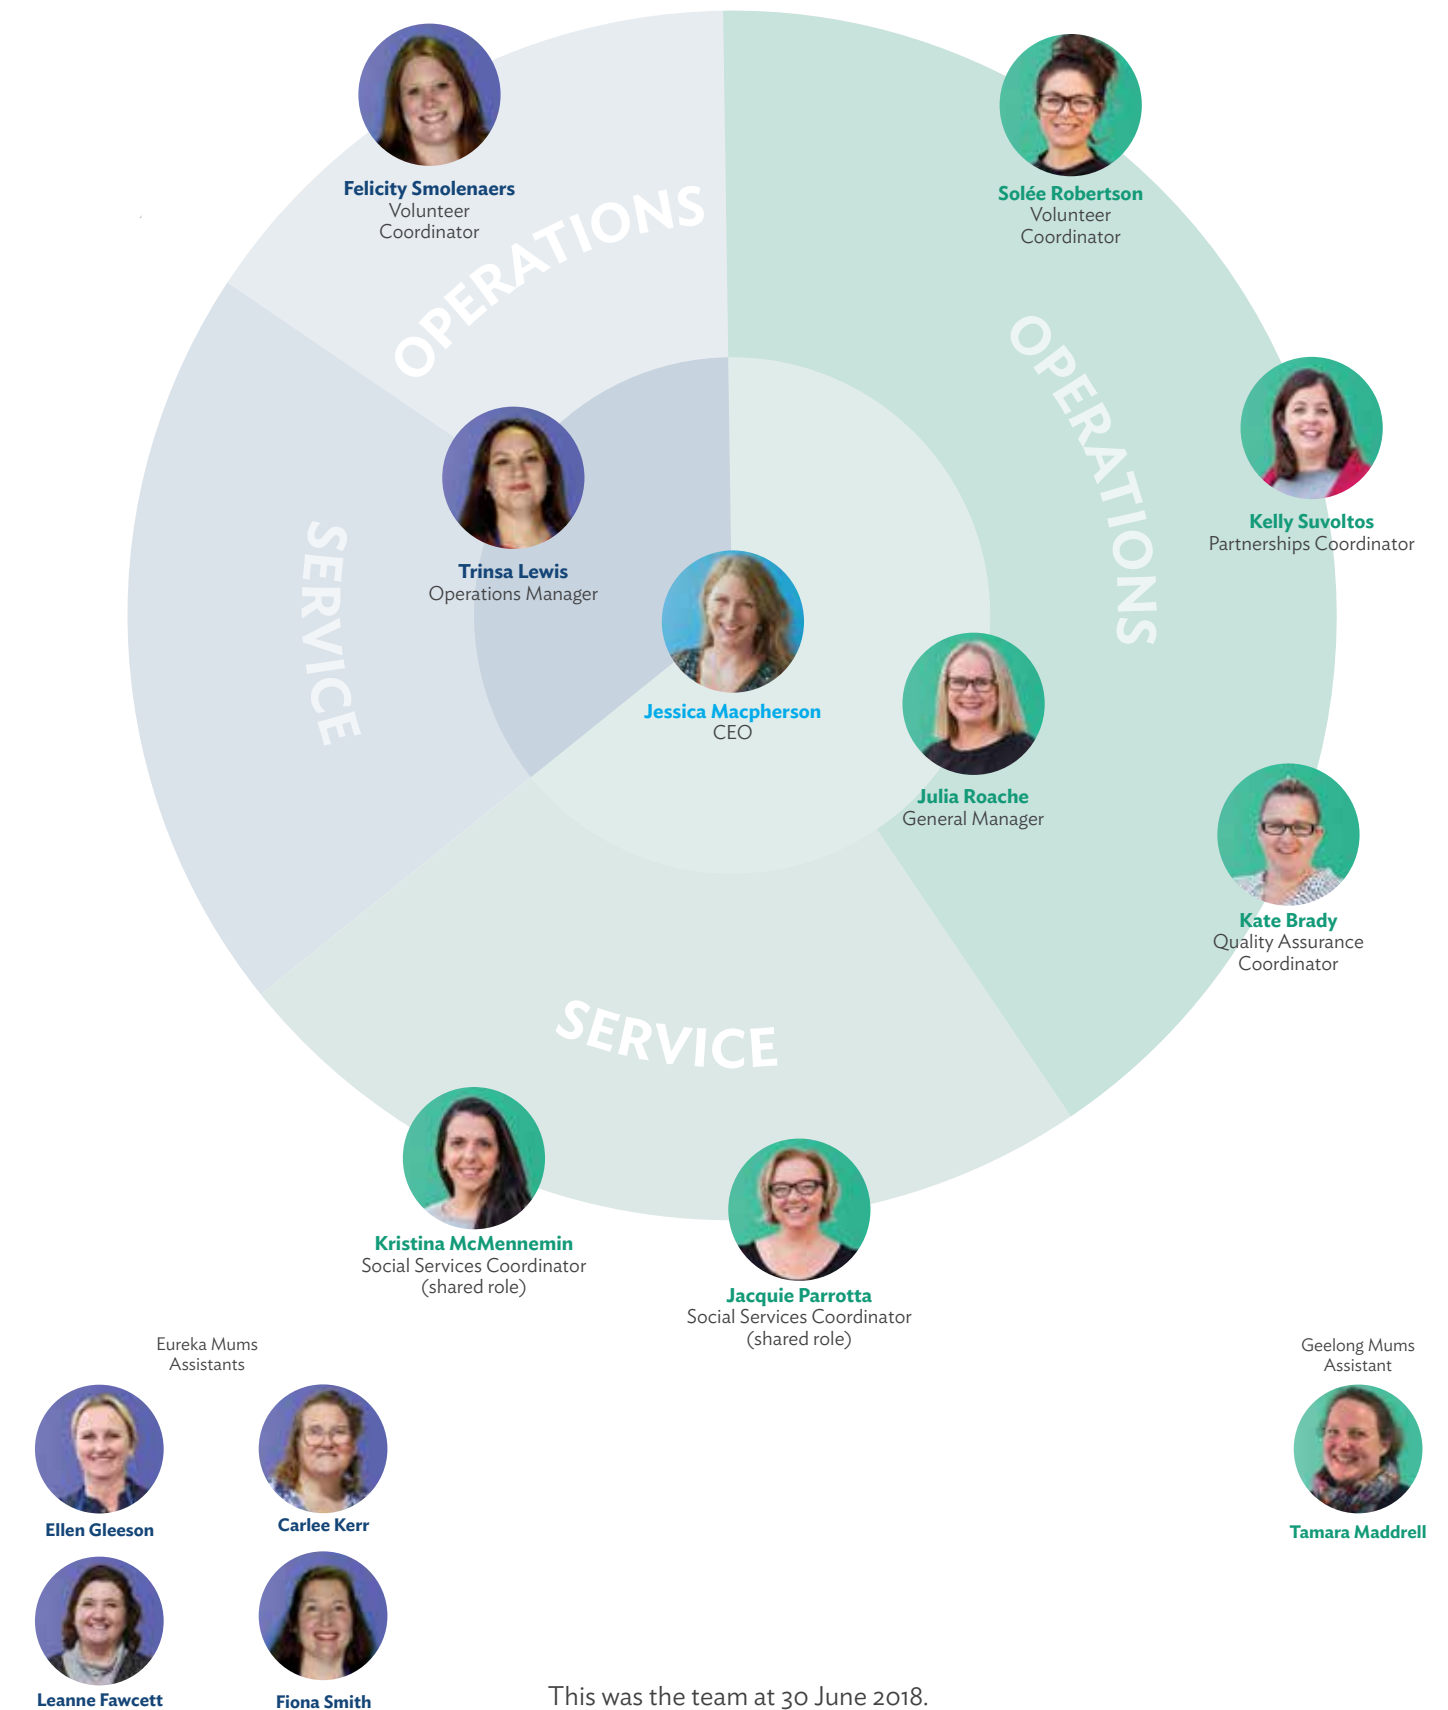 Felicity Smolenaers
Volunteer
Coordinator
Solée Robertson
Volunteer
Coordinator
OPERATIONS
OPERATIONS
Kelly Suvoltos
Partnerships Coordinator
Trinsa Lewis
Operations Manager
SERVICE
Jessica Macpherson
CEO
Julia Roache
General Manager
Kate Brady
Quality Assurance
Coordinator
SERVICE
Kristina McMennemin
Social Services Coordinator
(shared role)
Jacquie Parrotta
Social Services Coordinator
(shared role)
Eureka Mums
Assistants
Geelong Mums
Assistant
Ellen Gleeson
Carlee Kerr
Tamara Maddrell
Leanne Fawcett
Fiona Smith
This was the team at 30 June 2018.